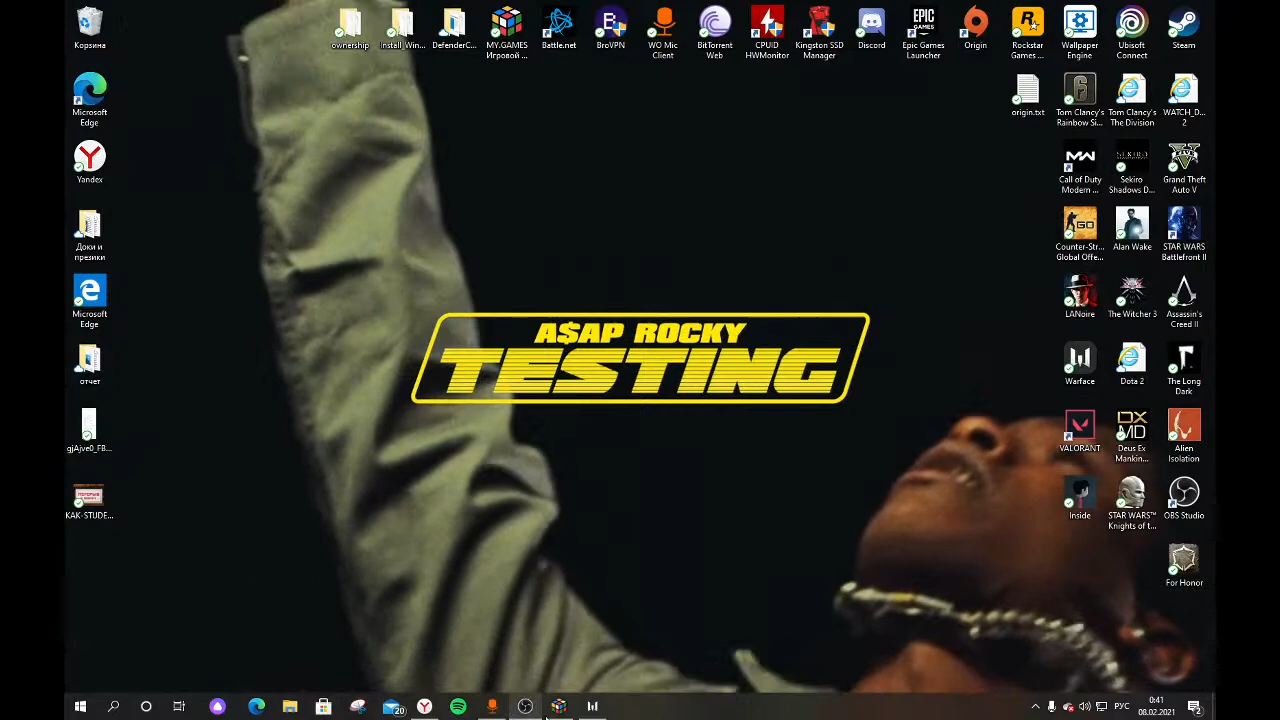 Корзина
ownership
Install_Win...
DefenderC...
MY.GAMES
Игровой ...
Battle.net
BroVPN
WO Mic
Client
BitTorrent
Web
CPUID
HWMonitor
Kingston SSD
Manager
Discord
Epic Games
Launcher
Origin
Rockstar
Games ...
Wallpaper
Engine
Ubisoft
Connect
Steam
Microsoft
Edge
origin.txt
Tom Clancy's
Rainbow Si...
Tom Clancy's
The Division
WATCH_D...
2
Yandex
Call of Duty
Modern ...
Sekiro
Shadows D...
Grand Theft
Auto V
Доки и
презики
Counter-Str...
Global Offe...
Alan Wake
STAR WARS
Battlefront II
Microsoft
Edge
LANoire
The Witcher 3
Assassin's
Creed II
A$AP ROCKY
TESTING
отчет
Warface
Dota 2
The Long
Dark
gjAjve0_FB...
VALORANT
Deus Ex
Mankin...
Alien
Isolation
KAK-STUDE...
Inside
STAR WARS™
Knights of t...
OBS Studio
For Honor
20
РУС
0:41
08.02.2021